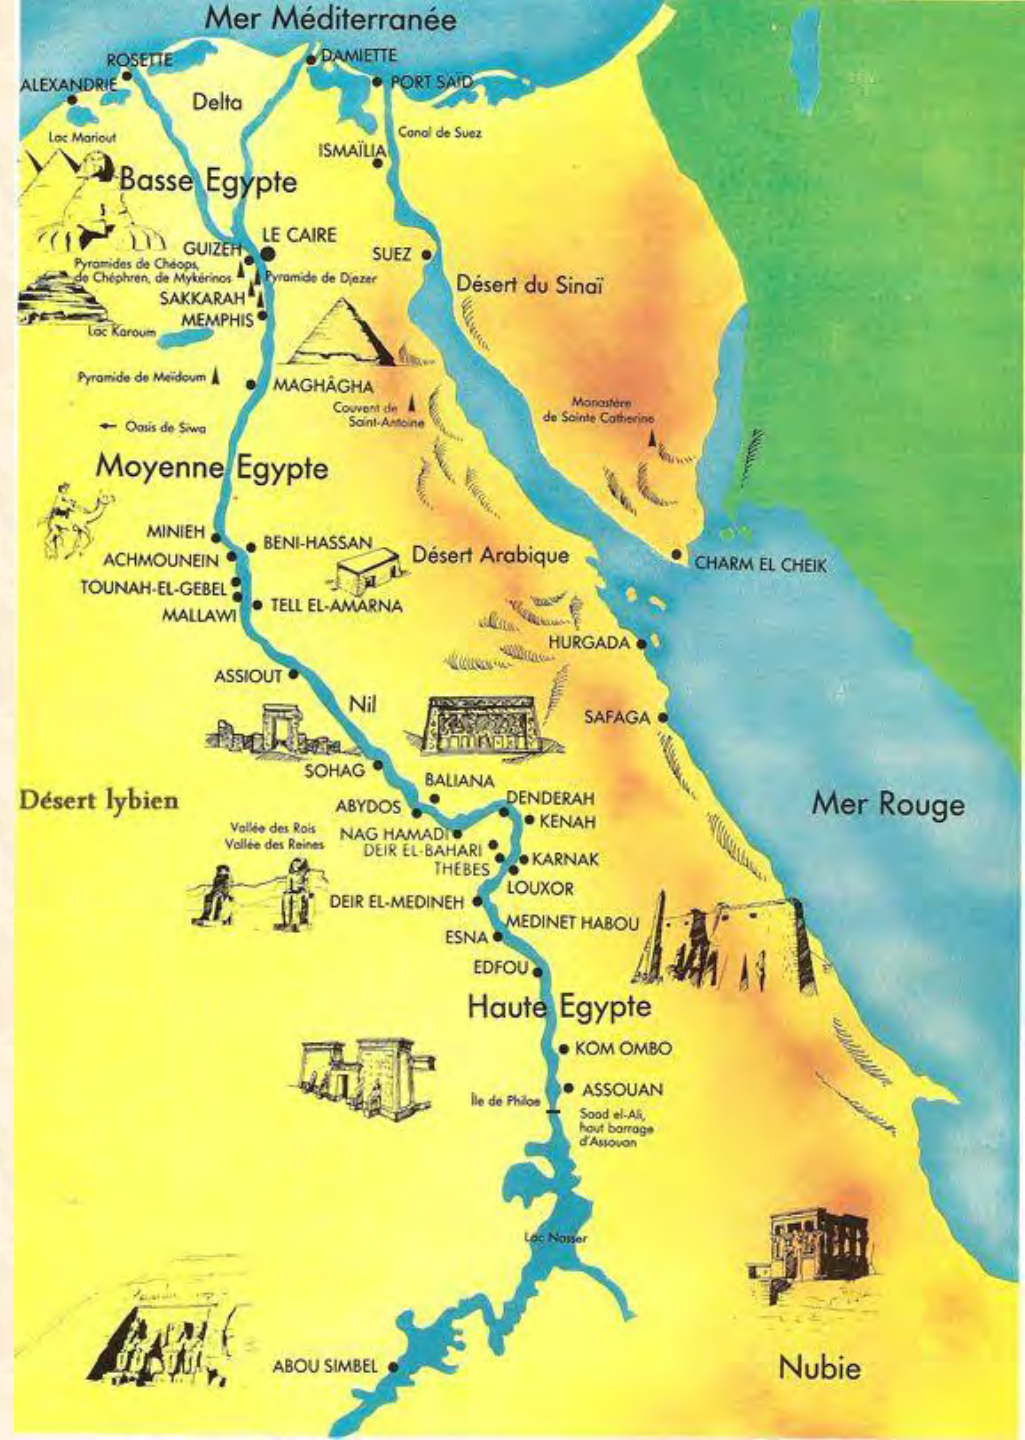 Mer Méditerranée
ROSETTE
DAMIETTE
ALEXANDRIE
PORT SAÏD
Delta
Lac Mariout
Canal de Suez
ISMAÏLIA
Basse Egypte
LE CAIRE
GUIZEH
SUEZ
Pyramides de Chéops,
de Chéphren, de Mykérinos
Pyramide de Djezer
Désert du Sinaï
SAKKARAH
MEMPHIS
Lac Karoum
Pyramide de Meïdoum
MAGHÂGHA
Couvent de
Saint-Antoine
Monastère
de Sainte Catherine
← Oasis de Siwa
Moyenne Egypte
MINIEH
BENI-HASSAN
ACHMOUNEIN
Désert Arabique
CHARM EL CHEIK
TOUNAH-EL-GEBEL
MALLAWI
TELL EL-AMARNA
HURGADA
ASSIOUT
Nil
SAFAGA
SOHAG
BALIANA
Désert lybien
ABYDOS
DENDERAH
Mer Rouge
KENAH
Vallée des Rois
Vallée des Reines
NAG HAMADI
DEIR EL-BAHARI
THEBES
KARNAK
LOUXOR
DEIR EL-MEDINEH
MEDINET HABOU
ESNA
EDFOU
Haute Egypte
KOM OMBO
ASSOUAN
Île de Philae
Saad el-Ali,
haut barrage
d'Assouan
Lac Nasser
ABOU SIMBEL
Nubie